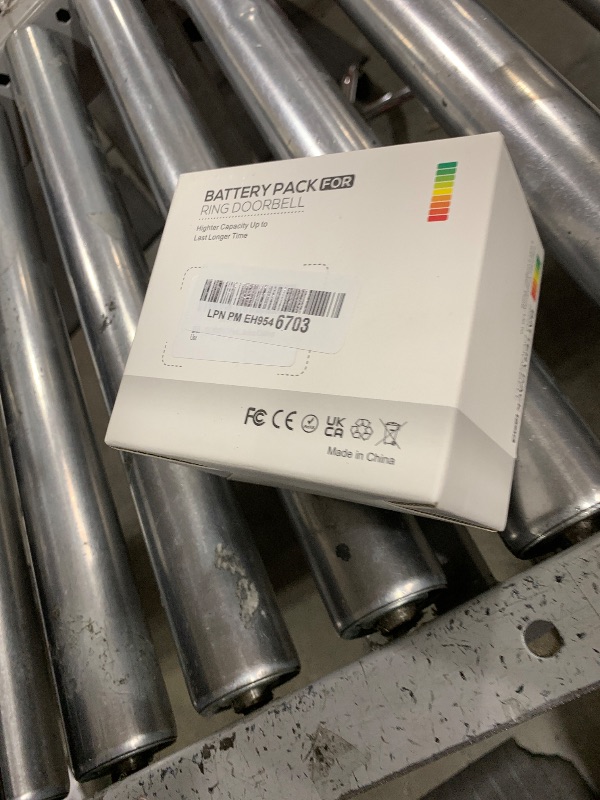 BATTERY PACK FOR
RING DOORBELL
Highter Capacity Up to
Last Longer Time
LPN PM EH954 6703
FC CE UK CA
Made in China